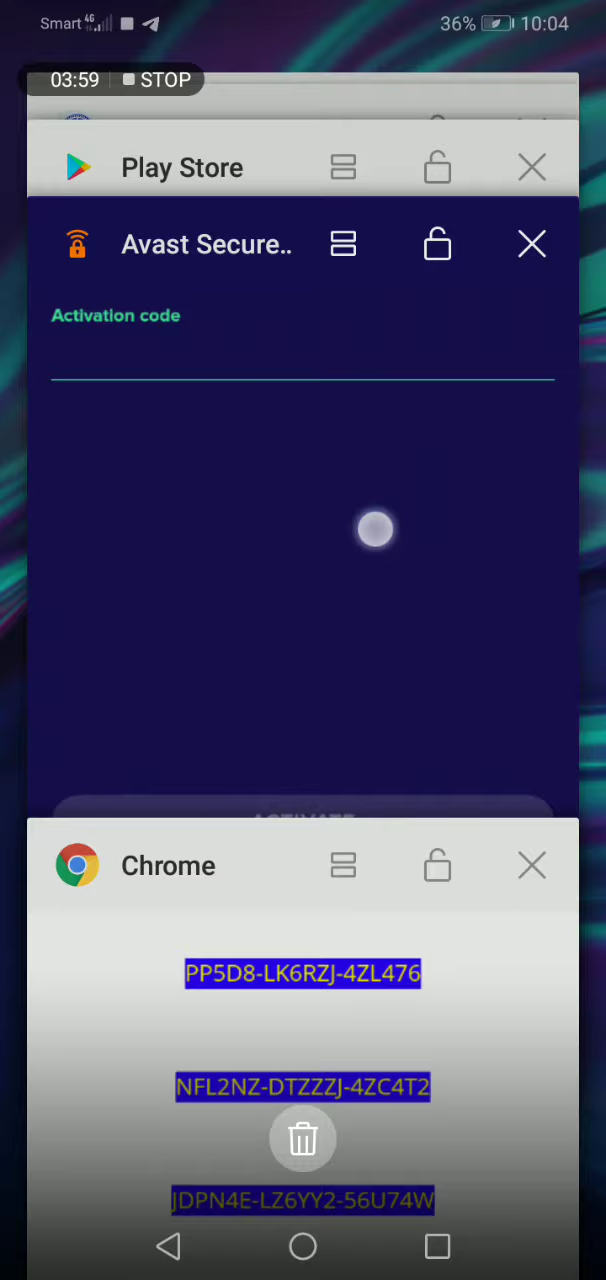 Smart 4G 36% 10:04
03:59 STOP
Play Store
Avast Secure..
Activation code
ACTIVATE
Chrome
PP5D8-LK6RZJ-4ZL476
NFL2NZ-DTZZZJ-4ZC4T2
JDPN4E-LZ6YY2-56U74W